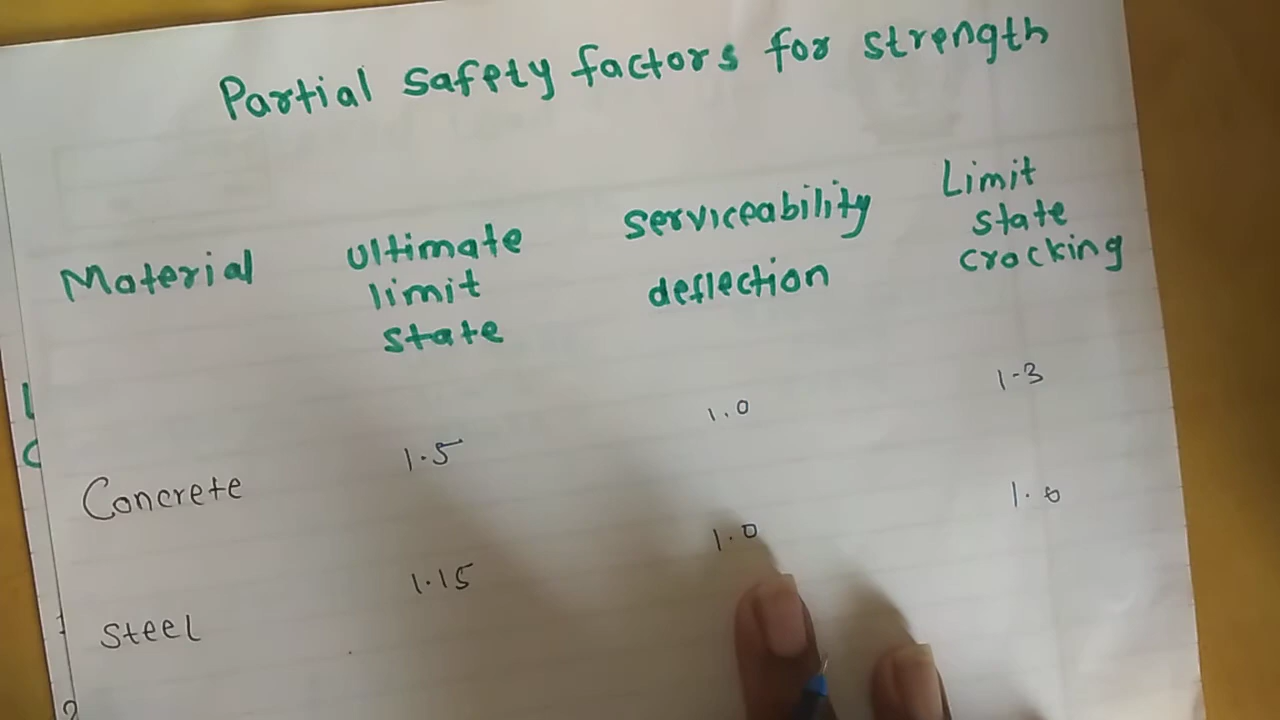 Partial safety factors for strength
Material
Ultimate
limit
state
serviceability
deflection
Limit
state
crocking
Concrete 1.5 1.0 1.3
Steel 1.15 1.0 1.0